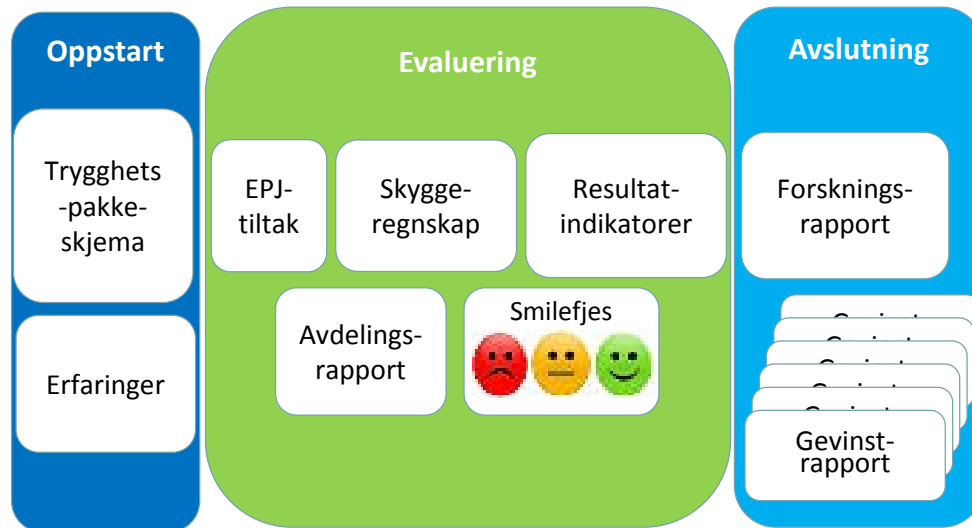 Oppstart
Trygghets
-pakke-
skjema
Erfaringer
Evaluering
EPJ-
tiltak
Skygge-
regnskap
Resultat-
indikatorer
Avdelings-
rapport
Smilefjes
Avslutning
Forsknings-
rapport
Gevinst-
rapport